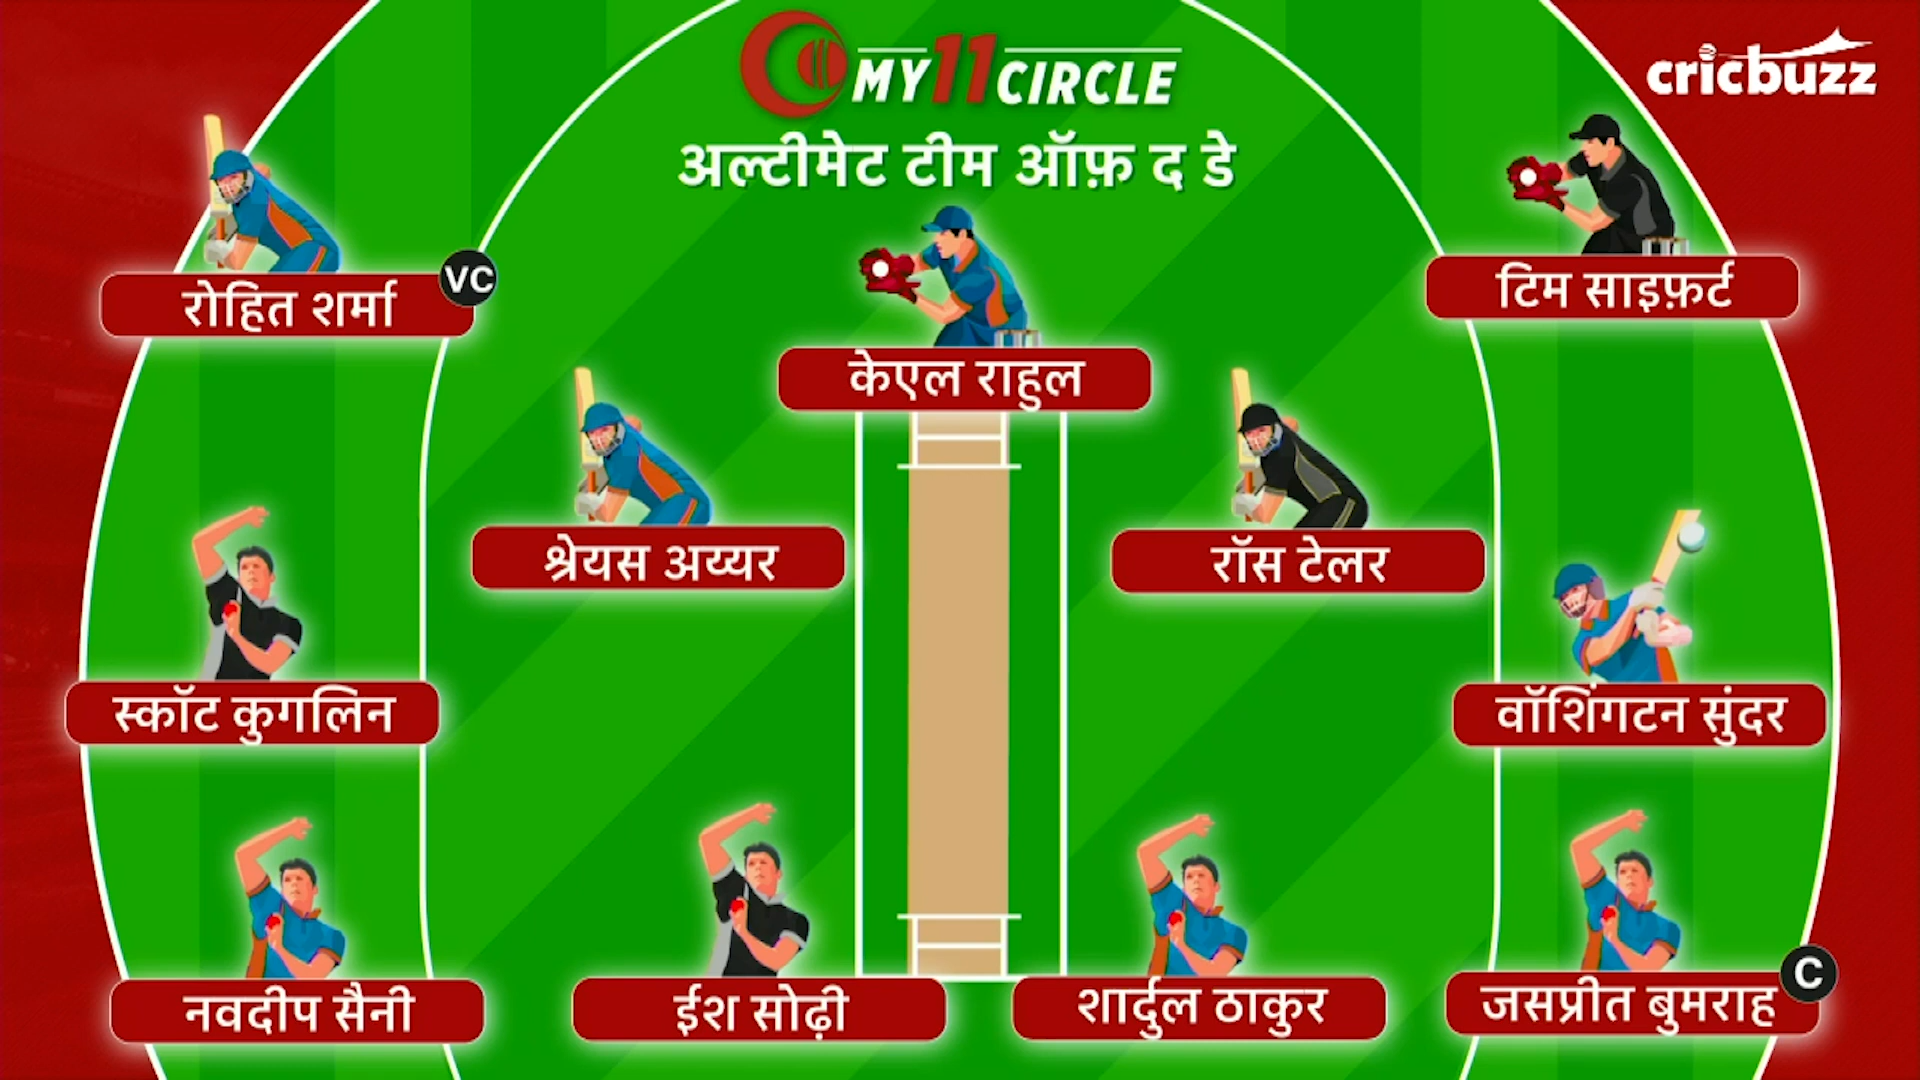 MY11CIRCLE
cricbuzz
अल्टीमेट टीम ऑफ़ द डे
रोहित शर्मा
VC
टिम साइफ़र्ट
केएल राहुल
श्रेयस अय्यर
रॉस टेलर
स्कॉट कुगलिन
वॉशिंगटन सुंदर
नवदीप सैनी
ईश सोढ़ी
शार्दुल ठाकुर
जसप्रीत बुमराह
C